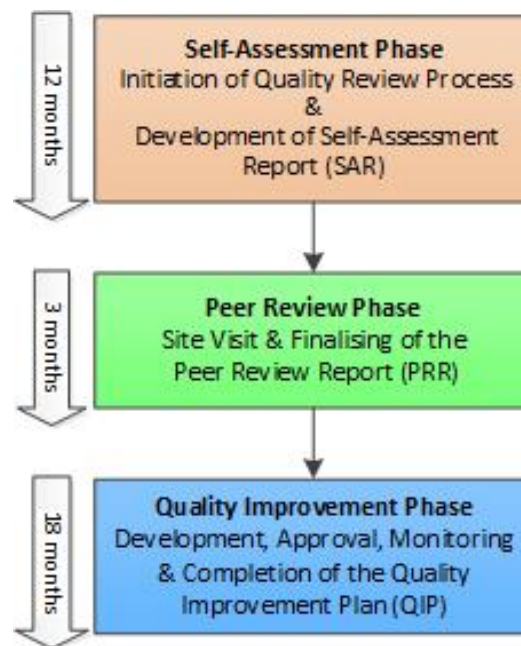 12 months
Self-Assessment Phase
Initiation of Quality Review Process
&
Development of Self-Assessment
Report (SAR)
3 months
Peer Review Phase
Site Visit & Finalising of the
Peer Review Report (PRR)
18 months
Quality Improvement Phase
Development, Approval, Monitoring
& Completion of the Quality
Improvement Plan (QIP)